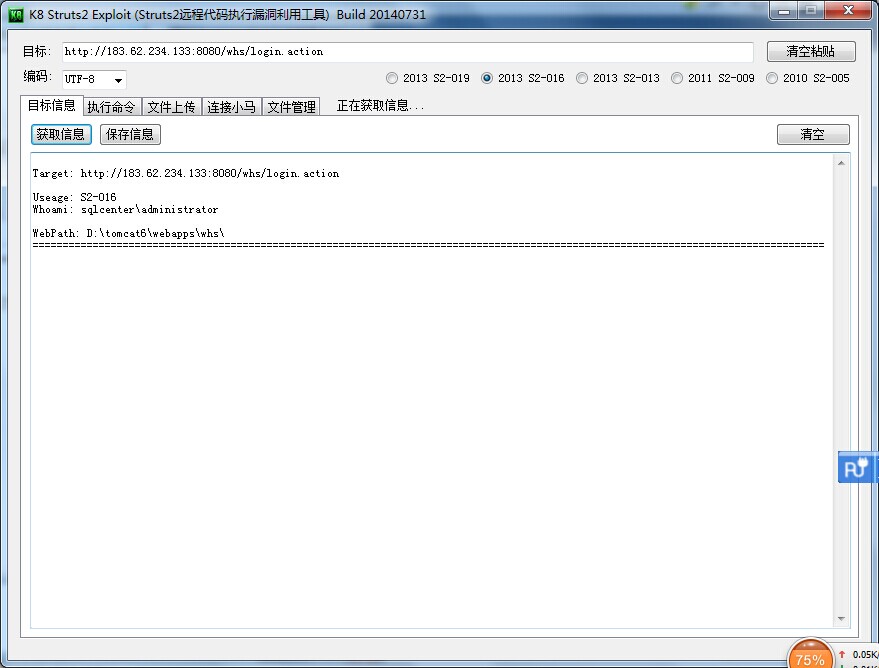 K8 Struts2 Exploit (Struts2远程代码执行漏洞利用工具) Build 20140731
目标: http://183.62.234.133:8080/whs/login.action 清空粘贴
编码: UTF-8 2013 S2-019 2013 S2-016 2013 S2-013 2011 S2-009 2010 S2-005
目标信息 执行命令 文件上传 连接小马 文件管理 正在获取信息...
获取信息 保存信息 清空
Target: http://183.62.234.133:8080/whs/login.action
Useage: S2-016
Whoami: sqlcenter\administrator
WebPath: D:\tomcat6\webapps\whs\
75% 0.05K/